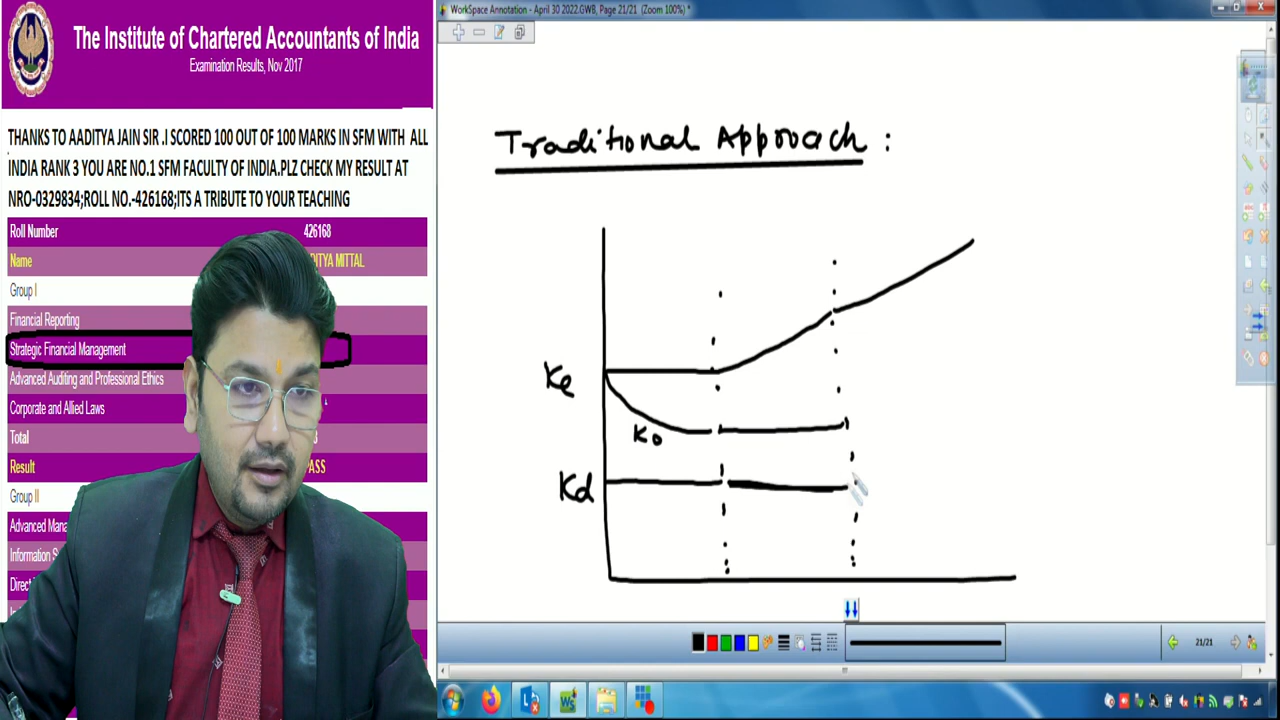 The Institute of Chartered Accountants of India
Examination Results, Nov 2017
THANKS TO AADITYA JAIN SIR .I SCORED 100 OUT OF 100 MARKS IN SFM WITH ALL
INDIA RANK 3 YOU ARE NO.1 SFM FACULTY OF INDIA.PLZ CHECK MY RESULT AT
NRO-0329834;ROLL NO.-426168;ITS A TRIBUTE TO YOUR TEACHING
Roll Number 426168
Name MITTAL
Group I
Financial Reporting
Strategic Financial Management
Advanced Auditing and Professional Ethics
Corporate and Allied Laws
Total
Result PASS
Group II
Advanced
Information
WorkSpace Annotation - April 30 2022.GWB, Page 21/21 (Zoom 100%) *
Traditional Approach :
Ke
Ko
Kd
21/21